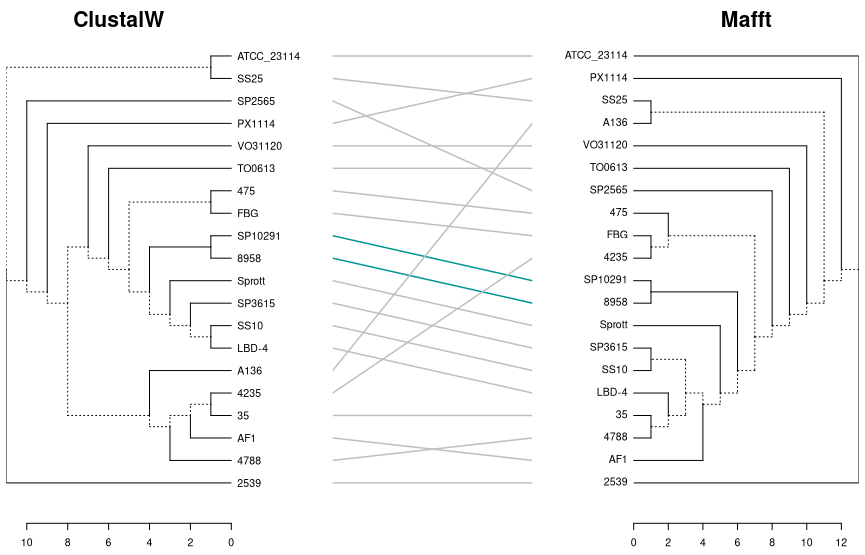 ClustalW
ATCC_23114
SS25
SP2565
PX1114
VO31120
TO0613
475
FBG
SP10291
8958
Sprott
SP3615
SS10
LBD-4
A136
4235
35
AF1
4788
2539
10 8 6 4 2 0
Mafft
ATCC_23114
PX1114
SS25
A136
VO31120
TO0613
SP2565
475
FBG
4235
SP10291
8958
Sprott
SP3615
SS10
LBD-4
35
4788
AF1
2539
0 2 4 6 8 10 12